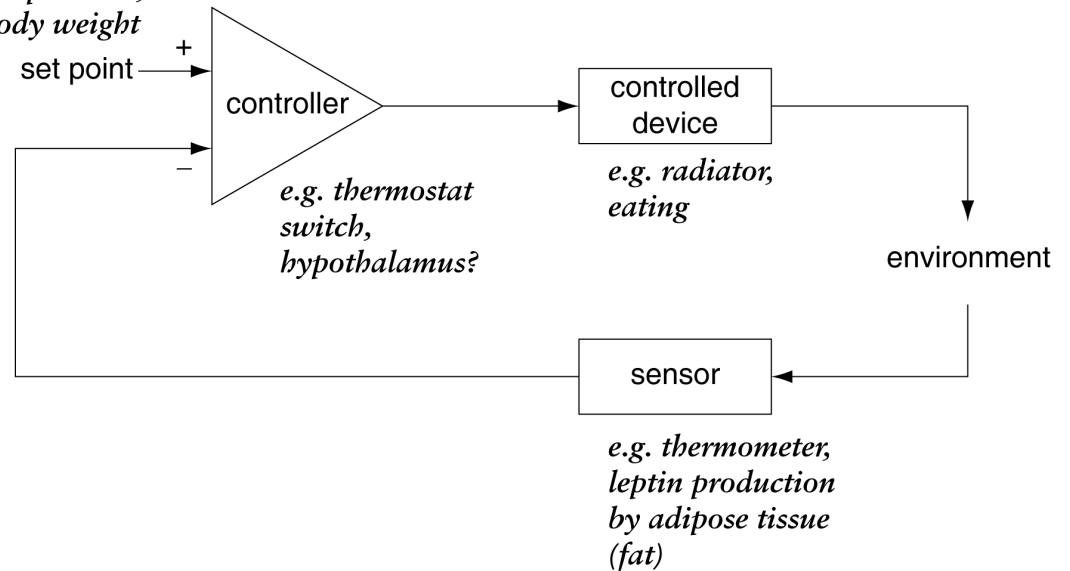 body weight
+
set point
controller
–
e.g. thermostat
switch,
hypothalamus?
controlled
device
e.g. radiator,
eating
environment
sensor
e.g. thermometer,
leptin production
by adipose tissue
(fat)